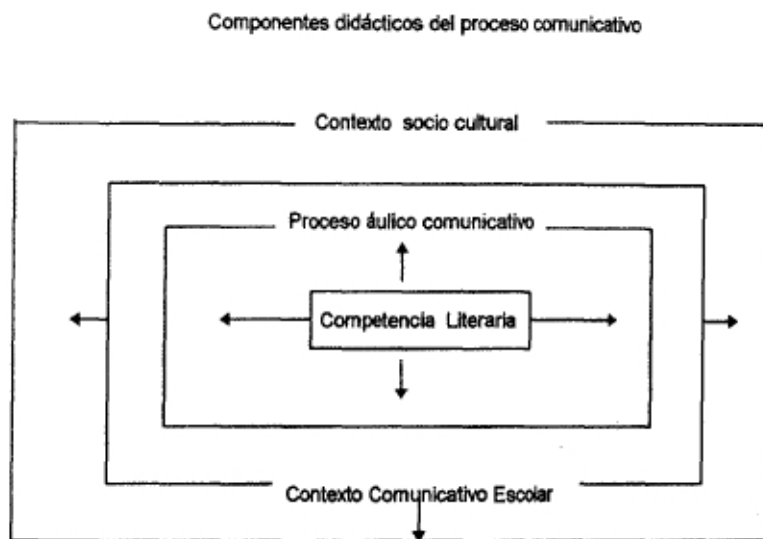 Componentes didácticos del proceso comunicativo
Contexto socio cultural
Proceso áulico comunicativo
Competencia Literaria
Contexto Comunicativo Escolar